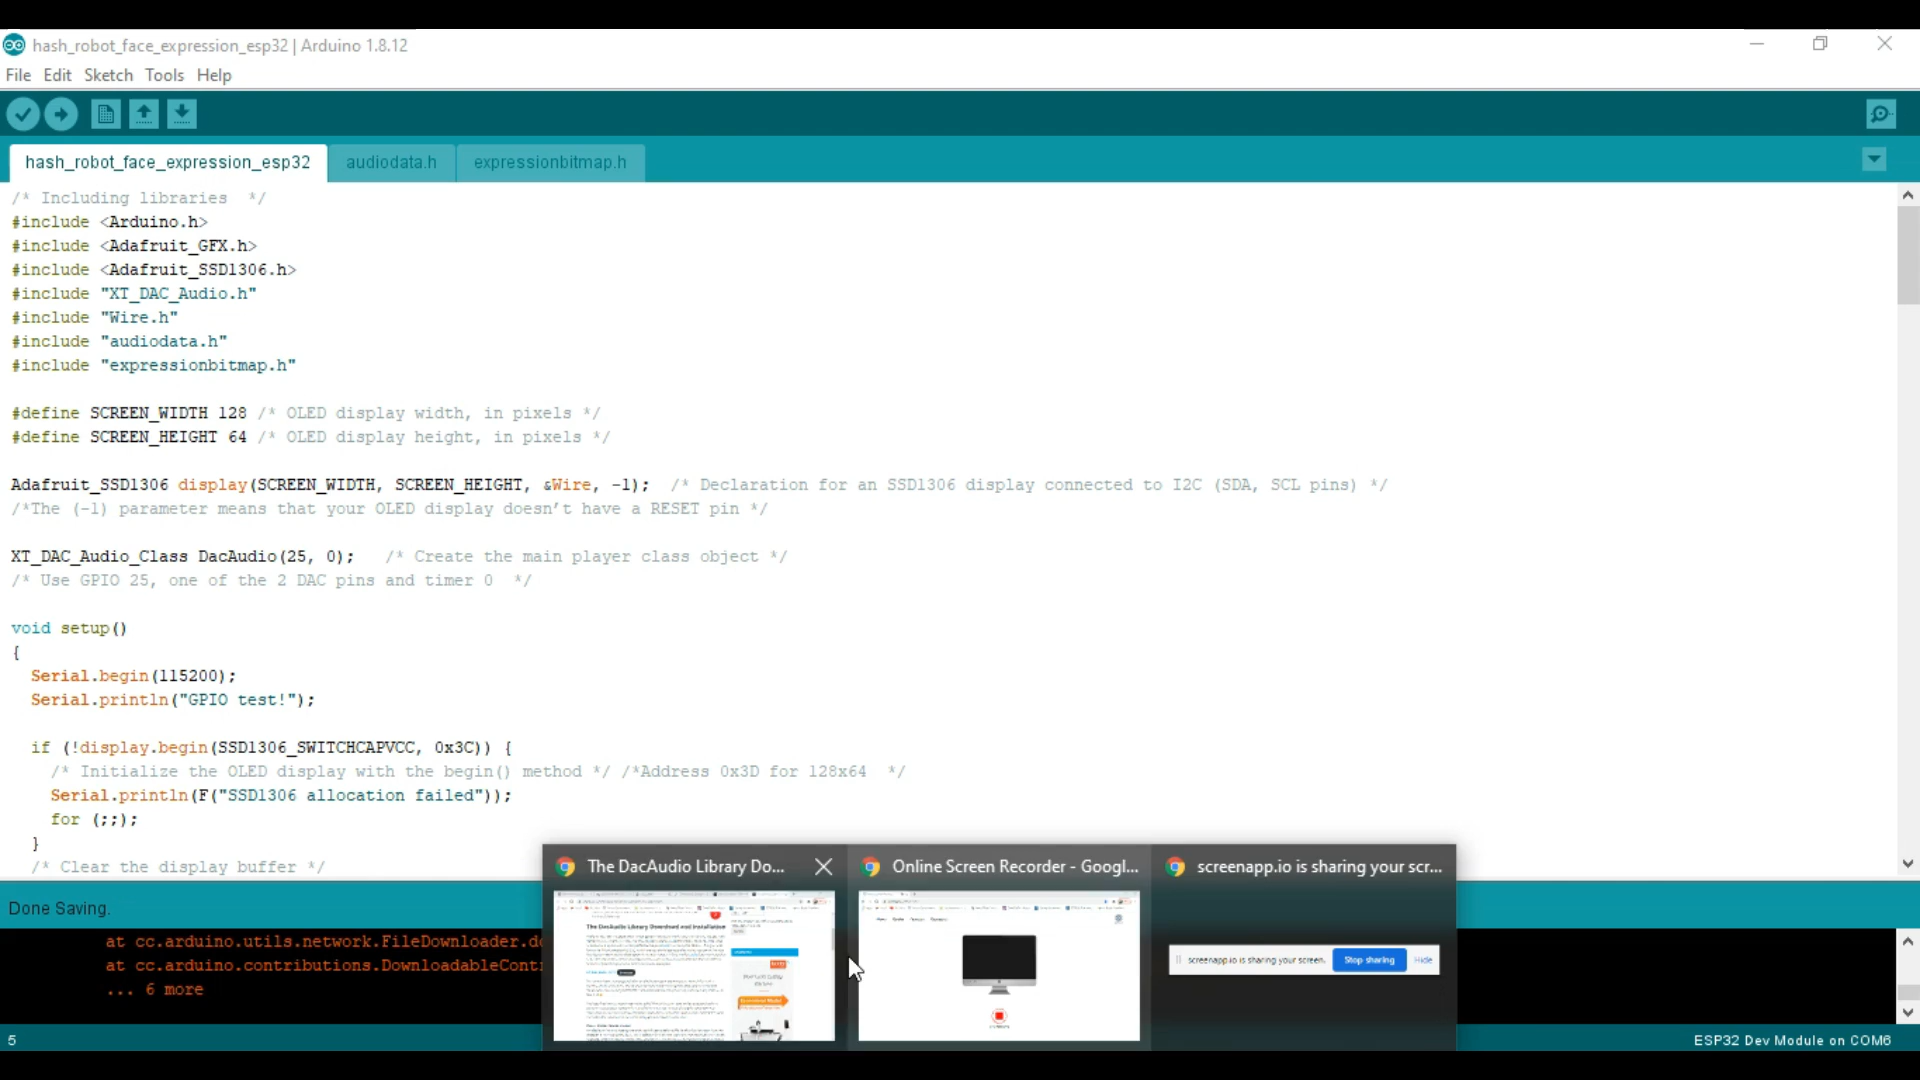 hash_robot_face_expression_esp32 | Arduino 1.8.12
File Edit Sketch Tools Help
hash_robot_face_expression_esp32 audiodata.h expressionbitmap.h
/* Including libraries  */
#include <Arduino.h>
#include <Adafruit_GFX.h>
#include <Adafruit_SSD1306.h>
#include "XT_DAC_Audio.h"
#include "Wire.h"
#include "audiodata.h"
#include "expressionbitmap.h"
#define SCREEN_WIDTH 128 /* OLED display width, in pixels */
#define SCREEN_HEIGHT 64 /* OLED display height, in pixels */
Adafruit_SSD1306 display(SCREEN_WIDTH, SCREEN_HEIGHT, &Wire, -1);  /* Declaration for an SSD1306 display connected to I2C (SDA, SCL pins) */
/*The (-1) parameter means that your OLED display doesn't have a RESET pin */
XT_DAC_Audio_Class DacAudio(25, 0);   /* Create the main player class object */
/* Use GPIO 25, one of the 2 DAC pins and timer 0  */
void setup()
{
Serial.begin(115200);
Serial.println("GPIO test!");
if (!display.begin(SSD1306_SWITCHCAPVCC, 0x3C)) {
/* Initialize the OLED display with the begin() method */ /*Address 0x3D for 128x64  */
Serial.println(F("SSD1306 allocation failed"));
for (;;);
}
/* Clear the display buffer */
The DacAudio Library Do... Online Screen Recorder - Googl... screenapp.io is sharing your scr...
Done Saving.
The DacAudio Library Download and Installation
at cc.arduino.utils.network.FileDownloader.do
at cc.arduino.contributions.DownloadableContr
... 6 more
screenapp.io is sharing your screen. Stop sharing Hide
5 ESP32 Dev Module on COM6